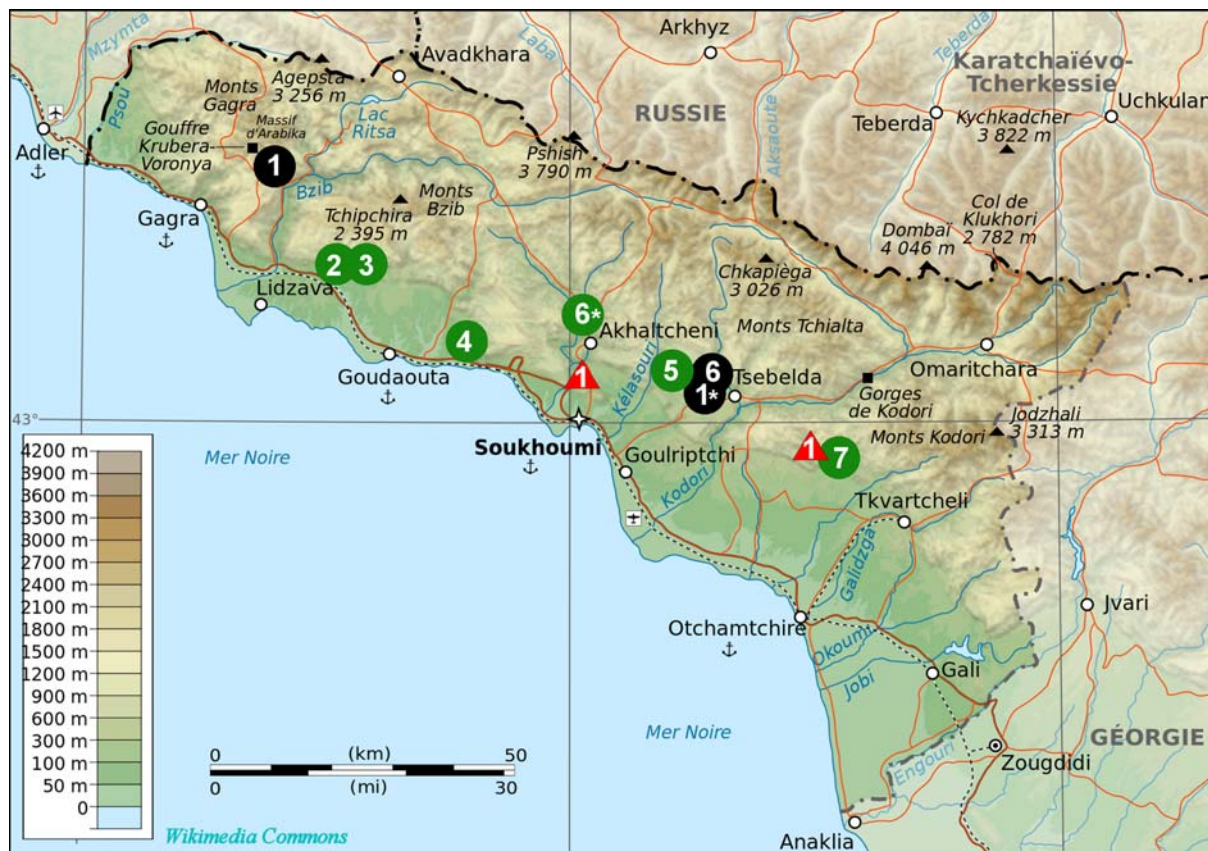 Mzymta
Laba
Arkhyz
Teberda
Avadkhara
Karatchaïévo-
Tcherkessie
Monts
Gagra
Agepsta
3 256 m
RUSSIE
Aksaoute
Uchkulan
Psou
Massif
d'Arabika
Lac
Ritsa
Teberda
Kychkadcher
3 822 m
Adler
Gouffre
Krubera-
Voronya
1
Pshish
3 790 m
Bzib
Monts
Bzib
Gagra
Tchipchira
2 395 m
Col de
Klukhori
2 782 m
Dombaï
4 046 m
2
3
Chkapièga
3 026 m
Lidzava
6*
4
Akhaltcheni
Monts Tchialta
Goudaouta
Kélasouri
Omaritchara
1
5
6
1*
Tsebelda
Gorges
de Kodori
43°
Jodzhali
3 313 m
Soukhoumi
Monts Kodori
1
7
4200 m
3900 m
3600 m
3300 m
3000 m
2700 m
2400 m
2100 m
1800 m
1500 m
1200 m
900 m
600 m
300 m
100 m
50 m
0
Mer Noire
Goulriptchi
Kodori
Tkvartcheli
Galidzga
Jvari
Otchamtchire
Okoumi
Jobi
Gali
Mer Noire
0 (km) 50
0 (mi) 30
GÉORGIE
Engouri
Zougdidi
Anaklia
Wikimedia Commons